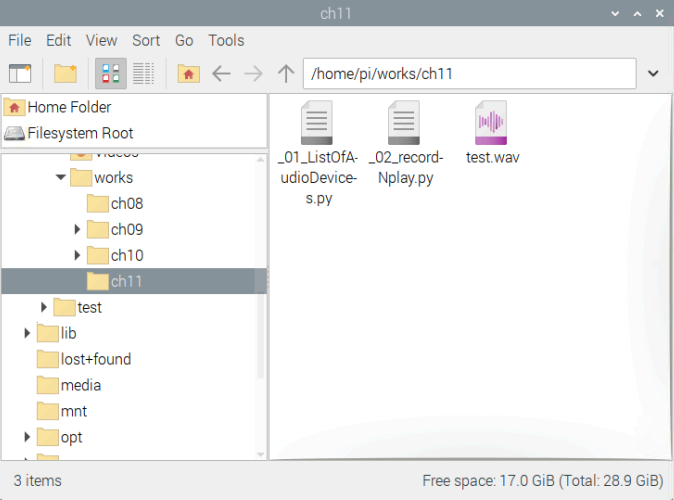 ch11
File Edit View Sort Go Tools
/home/pi/works/ch11
Home Folder
Filesystem Root
Videos
works
ch08
ch09
ch10
ch11
test
lib
lost+found
media
mnt
opt
_01_ListOfA-
udioDevice-
s.py
_02_record-
Nplay.py
test.wav
3 items
Free space: 17.0 GiB (Total: 28.9 GiB)